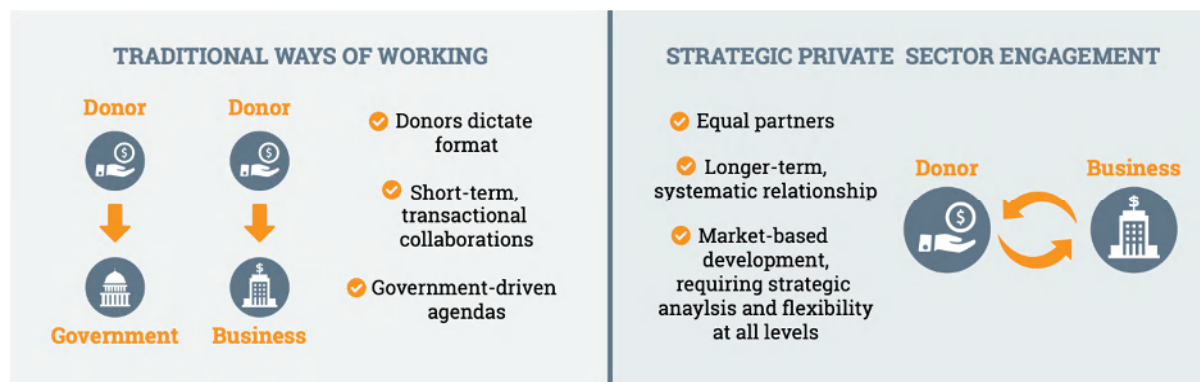 TRADITIONAL WAYS OF WORKING
Donor
Donor
$
$
$
Government
Business
Donors dictate
format
Short-term,
transactional
collaborations
Government-driven
agendas
STRATEGIC PRIVATE SECTOR ENGAGEMENT
Equal partners
Longer-term,
systematic relationship
Market-based
development,
requiring strategic
anaylsis and flexibility
at all levels
Donor
Business
$
$